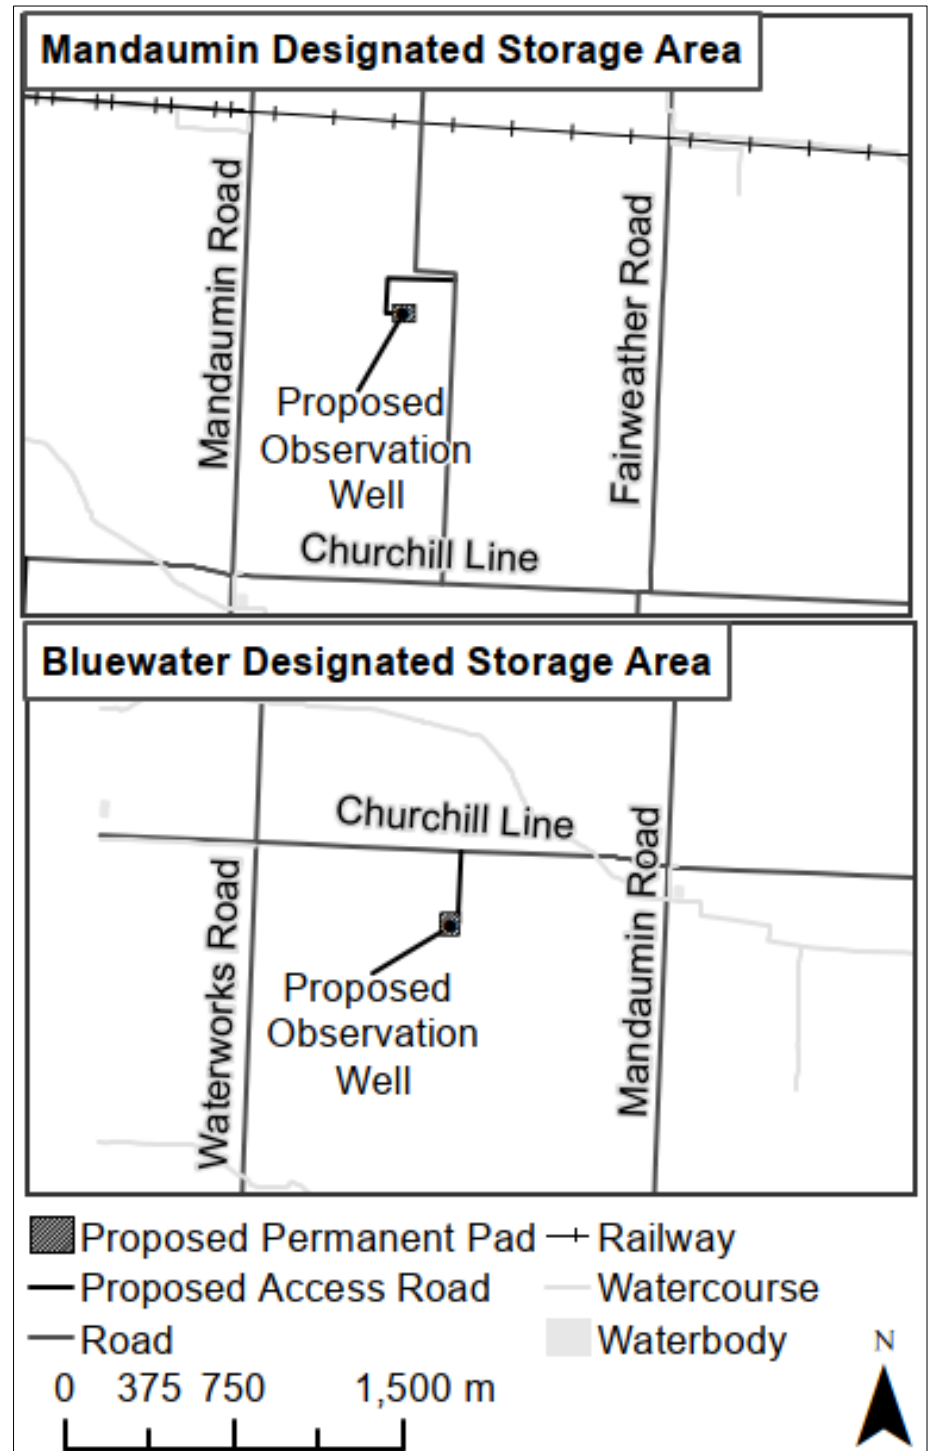 Mandaumin Designated Storage Area
Mandaumin Road
Fairweather Road
Proposed
Observation
Well
Churchill Line
Bluewater Designated Storage Area
Churchill Line
Waterworks Road
Mandaumin Road
Proposed
Observation
Well
Proposed Permanent Pad
Railway
Proposed Access Road
Watercourse
Road
Waterbody
N
0 375 750 1,500 m